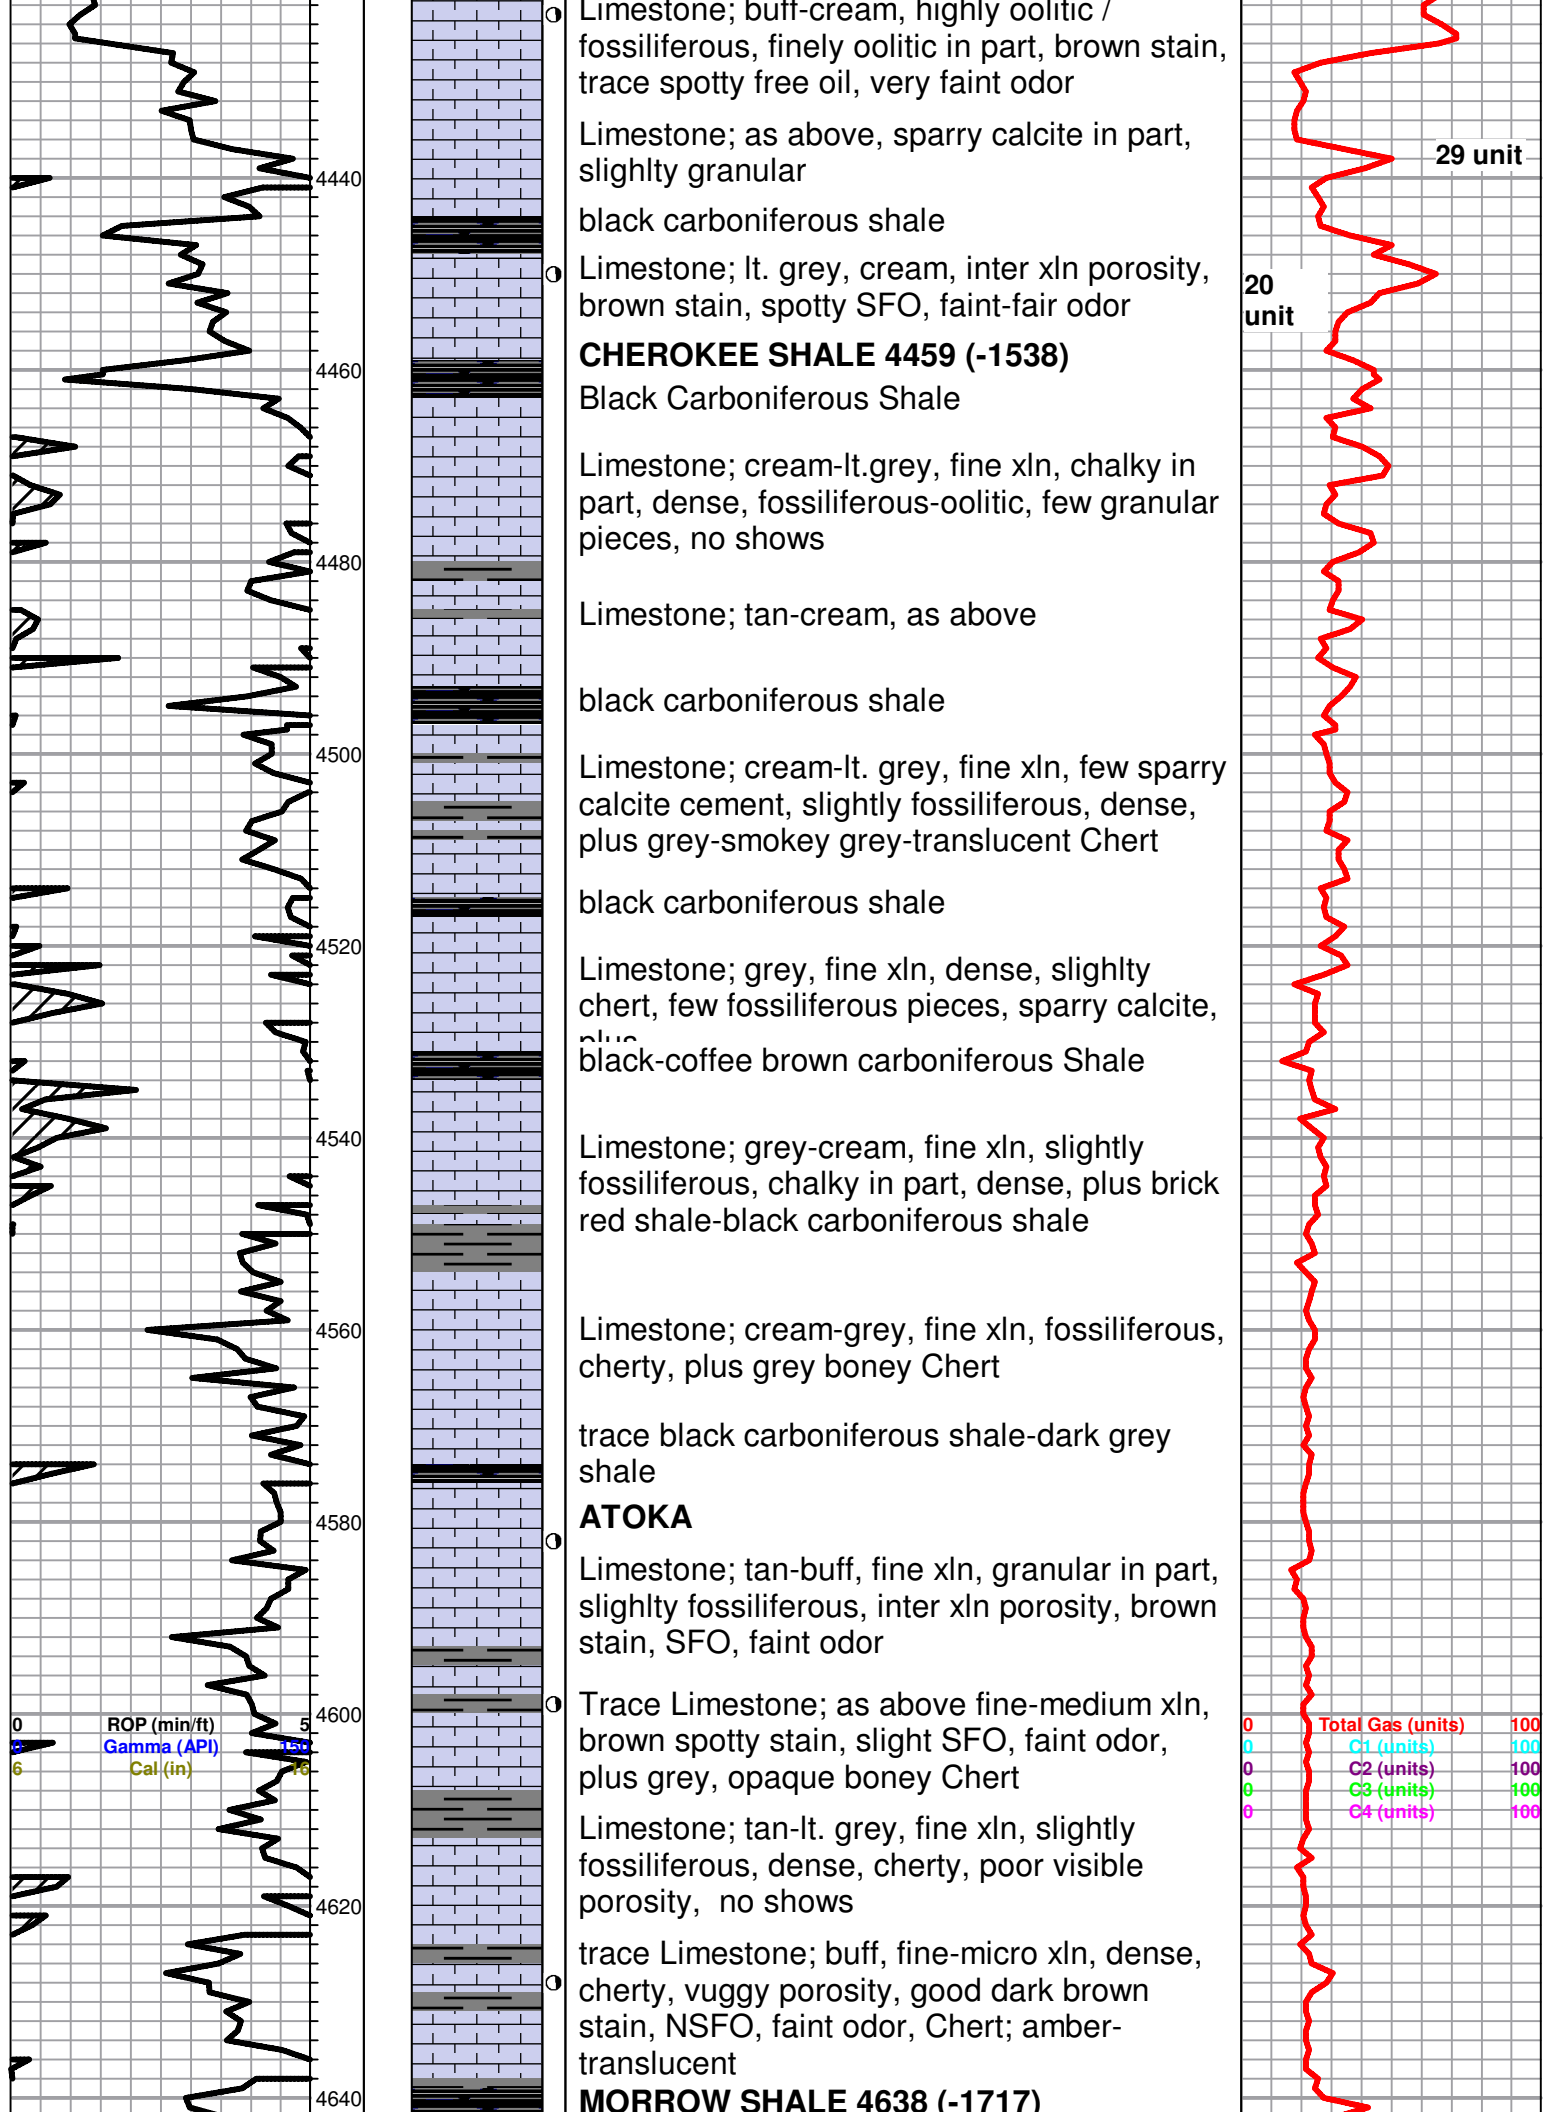 Limestone; buff-cream, highly oolitic /
fossiliferous, finely oolitic in part, brown stain,
trace spotty free oil, very faint odor
Limestone; as above, sparry calcite in part,
slighlty granular
29 unit
4440
black carboniferous shale
Limestone; lt. grey, cream, inter xln porosity,
brown stain, spotty SFO, faint-fair odor
20
unit
CHEROKEE SHALE 4459 (-1538)
4460
Black Carboniferous Shale
Limestone; cream-lt.grey, fine xln, chalky in
part, dense, fossiliferous-oolitic, few granular
pieces, no shows
4480
Limestone; tan-cream, as above
black carboniferous shale
4500
Limestone; cream-lt. grey, fine xln, few sparry
calcite cement, slightly fossiliferous, dense,
plus grey-smokey grey-translucent Chert
black carboniferous shale
4520
Limestone; grey, fine xln, dense, slighlty
chert, few fossiliferous pieces, sparry calcite,
plus
black-coffee brown carboniferous Shale
4540
Limestone; grey-cream, fine xln, slightly
fossiliferous, chalky in part, dense, plus brick
red shale-black carboniferous shale
4560
Limestone; cream-grey, fine xln, fossiliferous,
cherty, plus grey boney Chert
trace black carboniferous shale-dark grey
shale
ATOKA
4580
Limestone; tan-buff, fine xln, granular in part,
slighlty fossiliferous, inter xln porosity, brown
stain, SFO, faint odor
4600
Trace Limestone; as above fine-medium xln,
brown spotty stain, slight SFO, faint odor,
plus grey, opaque boney Chert
0 ROP (min/ft) 5
0 Gamma (API) 150
6 Cal (in) 16
0 Total Gas (units) 100
0 C1 (units) 100
0 C2 (units) 100
0 C3 (units) 100
0 C4 (units) 100
Limestone; tan-lt. grey, fine xln, slightly
fossiliferous, dense, cherty, poor visible
porosity,  no shows
4620
trace Limestone; buff, fine-micro xln, dense,
cherty, vuggy porosity, good dark brown
stain, NSFO, faint odor, Chert; amber-
translucent
4640
MORROW SHALE 4638 (-1717)